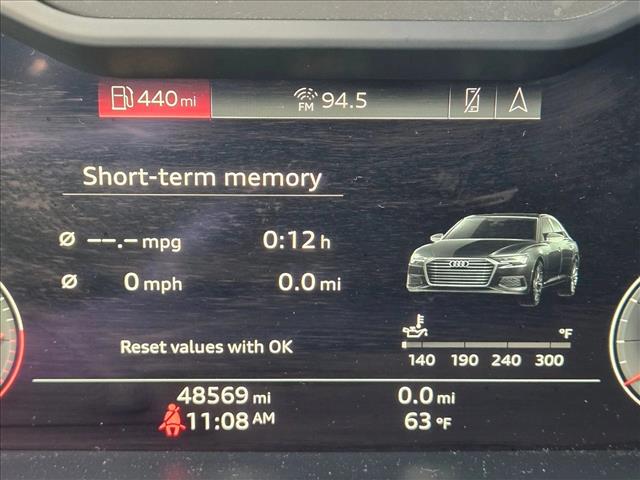 440 mi FM 94.5
Short-term memory
Ø --.- mpg 0:12 h
Ø 0 mph 0.0 mi
°F
140 190 240 300
Reset values with OK
48569 mi 0.0 mi
11:08 AM 63 °F